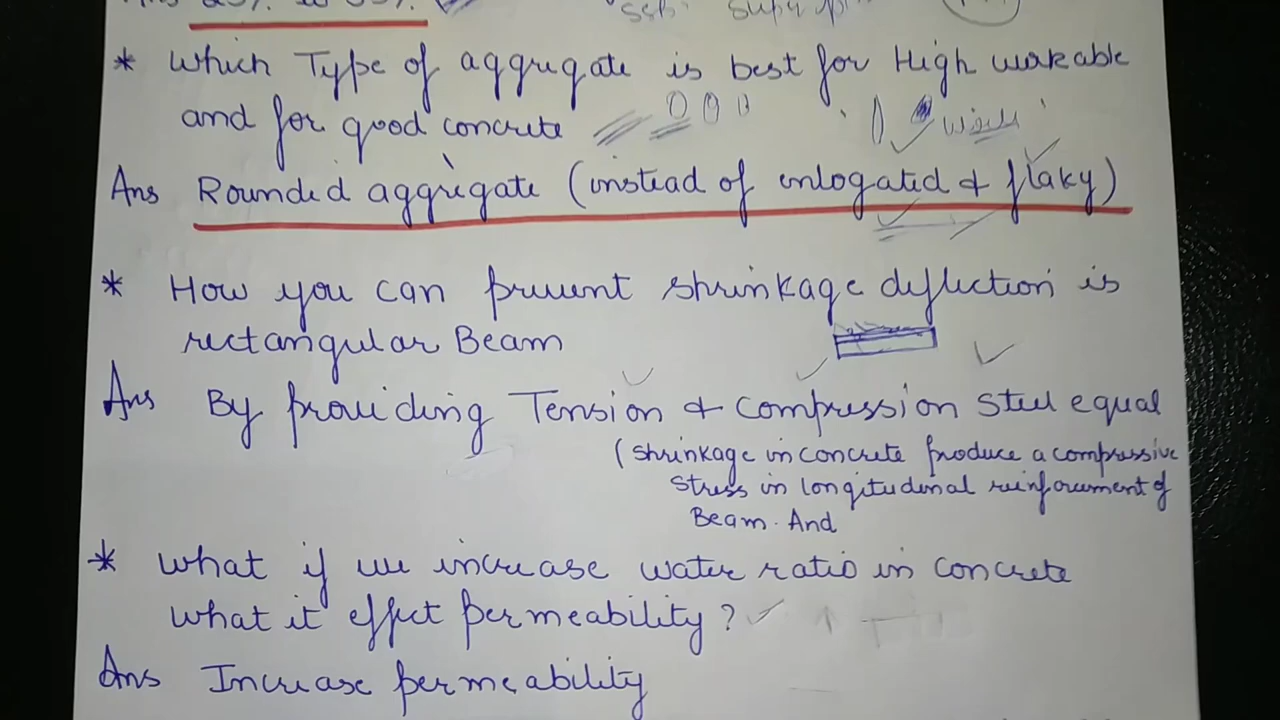 * Which Type of aggregate is best for High workable
and for good concrete
Ans Rounded aggregate (instead of enlogated & flaky)
* How you can prevent shrinkage deflection is
rectangular Beam
Ans By providing Tension & compression steel equal
(shrinkage in concrete produce a compressive
stress in longitudenal reinforcement of
Beam. And
* What if we increase water ratio in concrete
what it effect permeability?
Ans Increase permeability